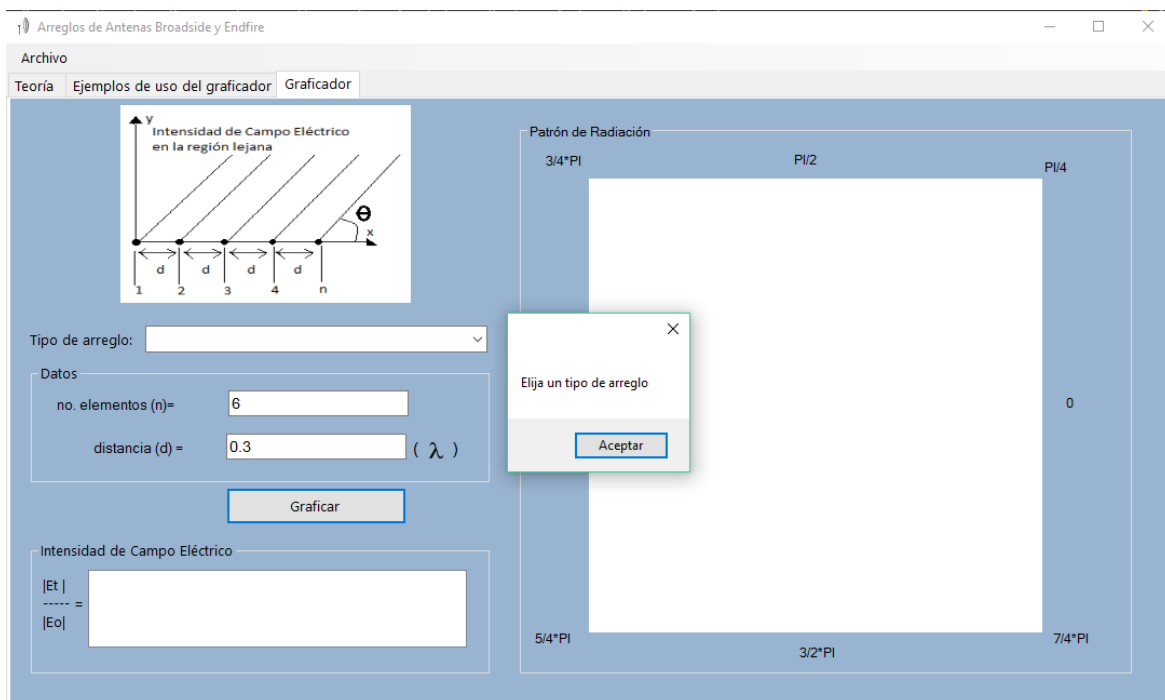 Arreglos de Antenas Broadside y Endfire
Archivo
Teoría Ejemplos de uso del graficador Graficador
y
Intensidad de Campo Eléctrico
en la región lejana
θ
x
d d d d
1 2 3 4 n
Tipo de arreglo:
Datos
no. elementos (n)= 6
distancia (d) = 0.3 ( λ )
Graficar
Intensidad de Campo Eléctrico
|Et |
----- =
|Eo|
Patrón de Radiación
3/4*PI PI/2 PI/4
0
5/4*PI 3/2*PI 7/4*PI
Elija un tipo de arreglo
Aceptar